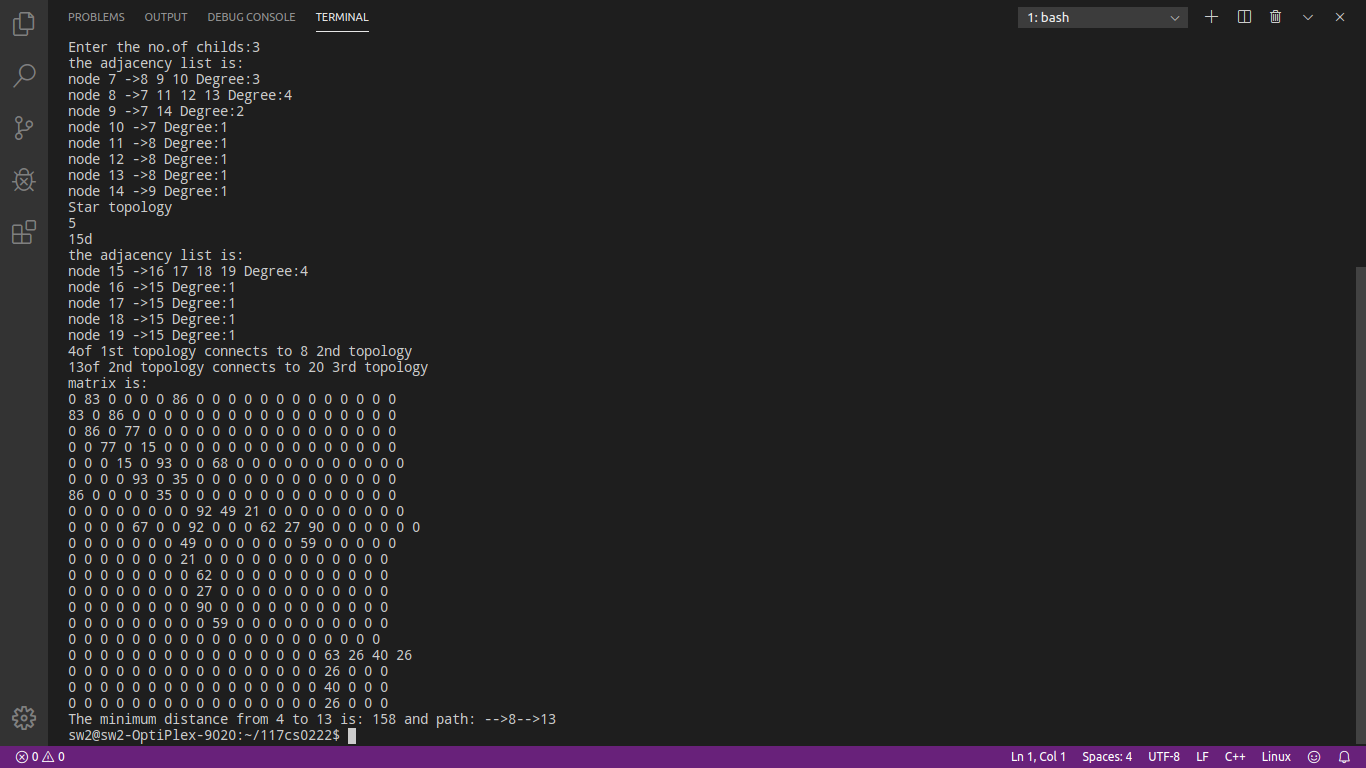 PROBLEMS OUTPUT DEBUG CONSOLE TERMINAL 1: bash
Enter the no.of childs:3
the adjacency list is:
node 7 ->8 9 10 Degree:3
node 8 ->7 11 12 13 Degree:4
node 9 ->7 14 Degree:2
node 10 ->7 Degree:1
node 11 ->8 Degree:1
node 12 ->8 Degree:1
node 13 ->8 Degree:1
node 14 ->9 Degree:1
Star topology
5
15d
the adjacency list is:
node 15 ->16 17 18 19 Degree:4
node 16 ->15 Degree:1
node 17 ->15 Degree:1
node 18 ->15 Degree:1
node 19 ->15 Degree:1
4of 1st topology connects to 8 2nd topology
13of 2nd topology connects to 20 3rd topology
matrix is:
0 83 0 0 0 0 86 0 0 0 0 0 0 0 0 0 0 0 0 0
83 0 86 0 0 0 0 0 0 0 0 0 0 0 0 0 0 0 0 0
0 86 0 77 0 0 0 0 0 0 0 0 0 0 0 0 0 0 0 0
0 0 77 0 15 0 0 0 0 0 0 0 0 0 0 0 0 0 0 0
0 0 0 15 0 93 0 0 68 0 0 0 0 0 0 0 0 0 0 0
0 0 0 0 93 0 35 0 0 0 0 0 0 0 0 0 0 0 0 0
86 0 0 0 0 35 0 0 0 0 0 0 0 0 0 0 0 0 0 0
0 0 0 0 0 0 0 0 92 49 21 0 0 0 0 0 0 0 0 0
0 0 0 0 67 0 0 92 0 0 0 62 27 90 0 0 0 0 0 0
0 0 0 0 0 0 0 49 0 0 0 0 0 0 59 0 0 0 0 0
0 0 0 0 0 0 0 21 0 0 0 0 0 0 0 0 0 0 0 0
0 0 0 0 0 0 0 0 62 0 0 0 0 0 0 0 0 0 0 0
0 0 0 0 0 0 0 0 27 0 0 0 0 0 0 0 0 0 0 0
0 0 0 0 0 0 0 0 90 0 0 0 0 0 0 0 0 0 0 0
0 0 0 0 0 0 0 0 0 59 0 0 0 0 0 0 0 0 0 0
0 0 0 0 0 0 0 0 0 0 0 0 0 0 0 0 0 0 0 0
0 0 0 0 0 0 0 0 0 0 0 0 0 0 0 0 63 26 40 26
0 0 0 0 0 0 0 0 0 0 0 0 0 0 0 0 26 0 0 0
0 0 0 0 0 0 0 0 0 0 0 0 0 0 0 0 40 0 0 0
0 0 0 0 0 0 0 0 0 0 0 0 0 0 0 0 26 0 0 0
The minimum distance from 4 to 13 is: 158 and path: -->8-->13
sw2@sw2-OptiPlex-9020:~/117cs0222$
0 0 Ln 1, Col 1 Spaces: 4 UTF-8 LF C++ Linux